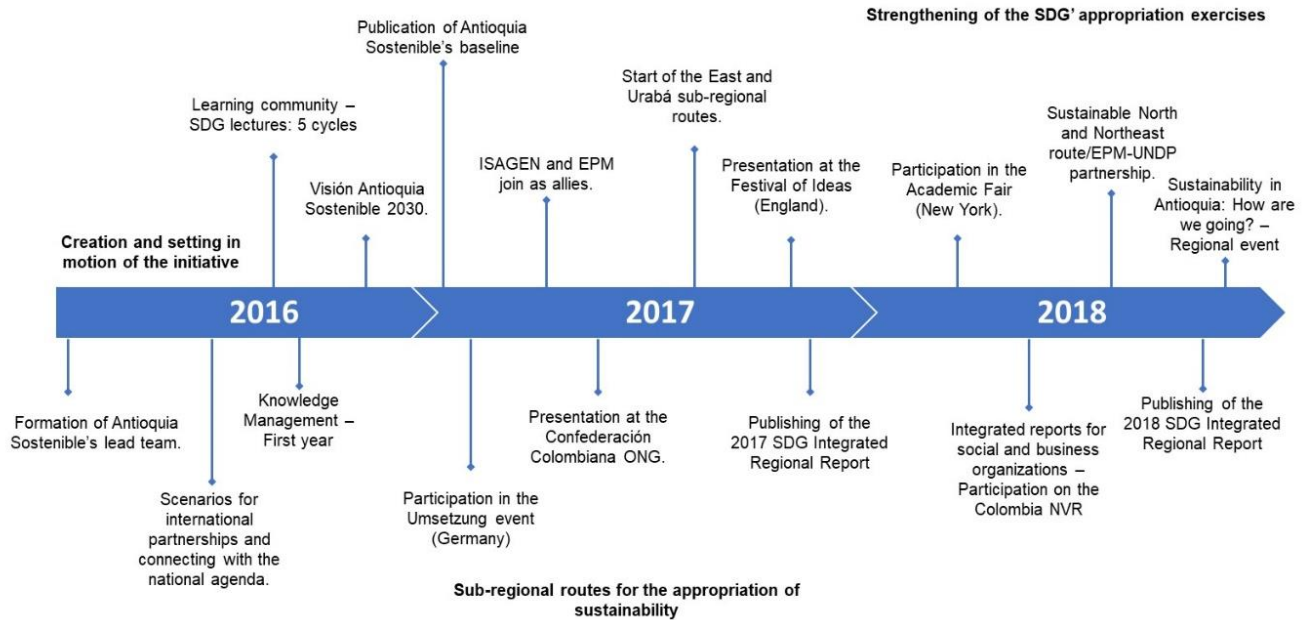 Strengthening of the SDG' appropriation exercises
Publication of Antioquia
Sostenible's baseline
Learning community –
SDG lectures: 5 cycles
Start of the East and
Urabá sub-regional
routes.
Sustainable North
and Northeast
route/EPM-UNDP
partnership.
Visión Antioquia
Sostenible 2030.
ISAGEN and EPM
join as allies.
Presentation at the
Festival of Ideas
(England).
Participation in the
Academic Fair
(New York).
Sustainability in
Antioquia: How are
we going? –
Regional event
Creation and setting in
motion of the initiative
2016
2017
2018
Formation of Antioquia
Sostenible's lead team.
Knowledge
Management –
First year
Presentation at the
Confederación
Colombiana ONG.
Publishing of the
2017 SDG Integrated
Regional Report
Integrated reports for
social and business
organizations –
Participation on the
Colombia NVR
Publishing of the
2018 SDG Integrated
Regional Report
Scenarios for
international
partnerships and
connecting with the
national agenda.
Participation in the
Umsetzung event
(Germany)
Sub-regional routes for the appropriation of
sustainability